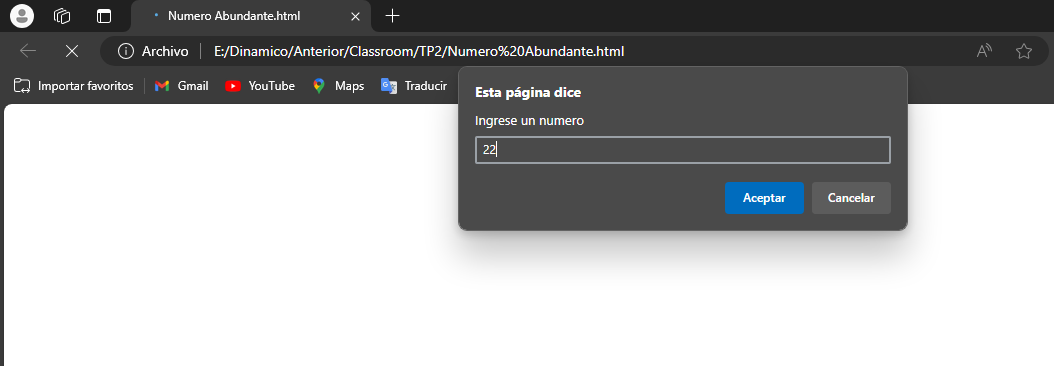 Numero Abundante.html
Archivo E:/Dinamico/Anterior/Classroom/TP2/Numero%20Abundante.html
Importar favoritos Gmail YouTube Maps Traducir
Esta página dice
Ingrese un numero
22
Aceptar Cancelar